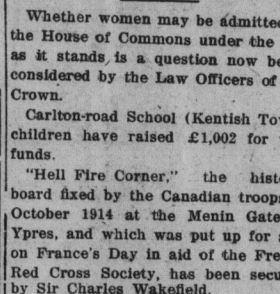 Whether women may be admitted
the House of Commons under the
as it stands, is a question now be
considered by the Law Officers of
Crown.
Carlton-road School (Kentish To
children have raised £1,002 for
funds.
"Hell Fire Corner," the hist
board fixed by the Canadian troops
October 1914 at the Menin Gate
Ypres, and which was put up for s
on France's Day in aid of the Fre
Red Cross Society, has been secu
by Sir Charles Wakefield.